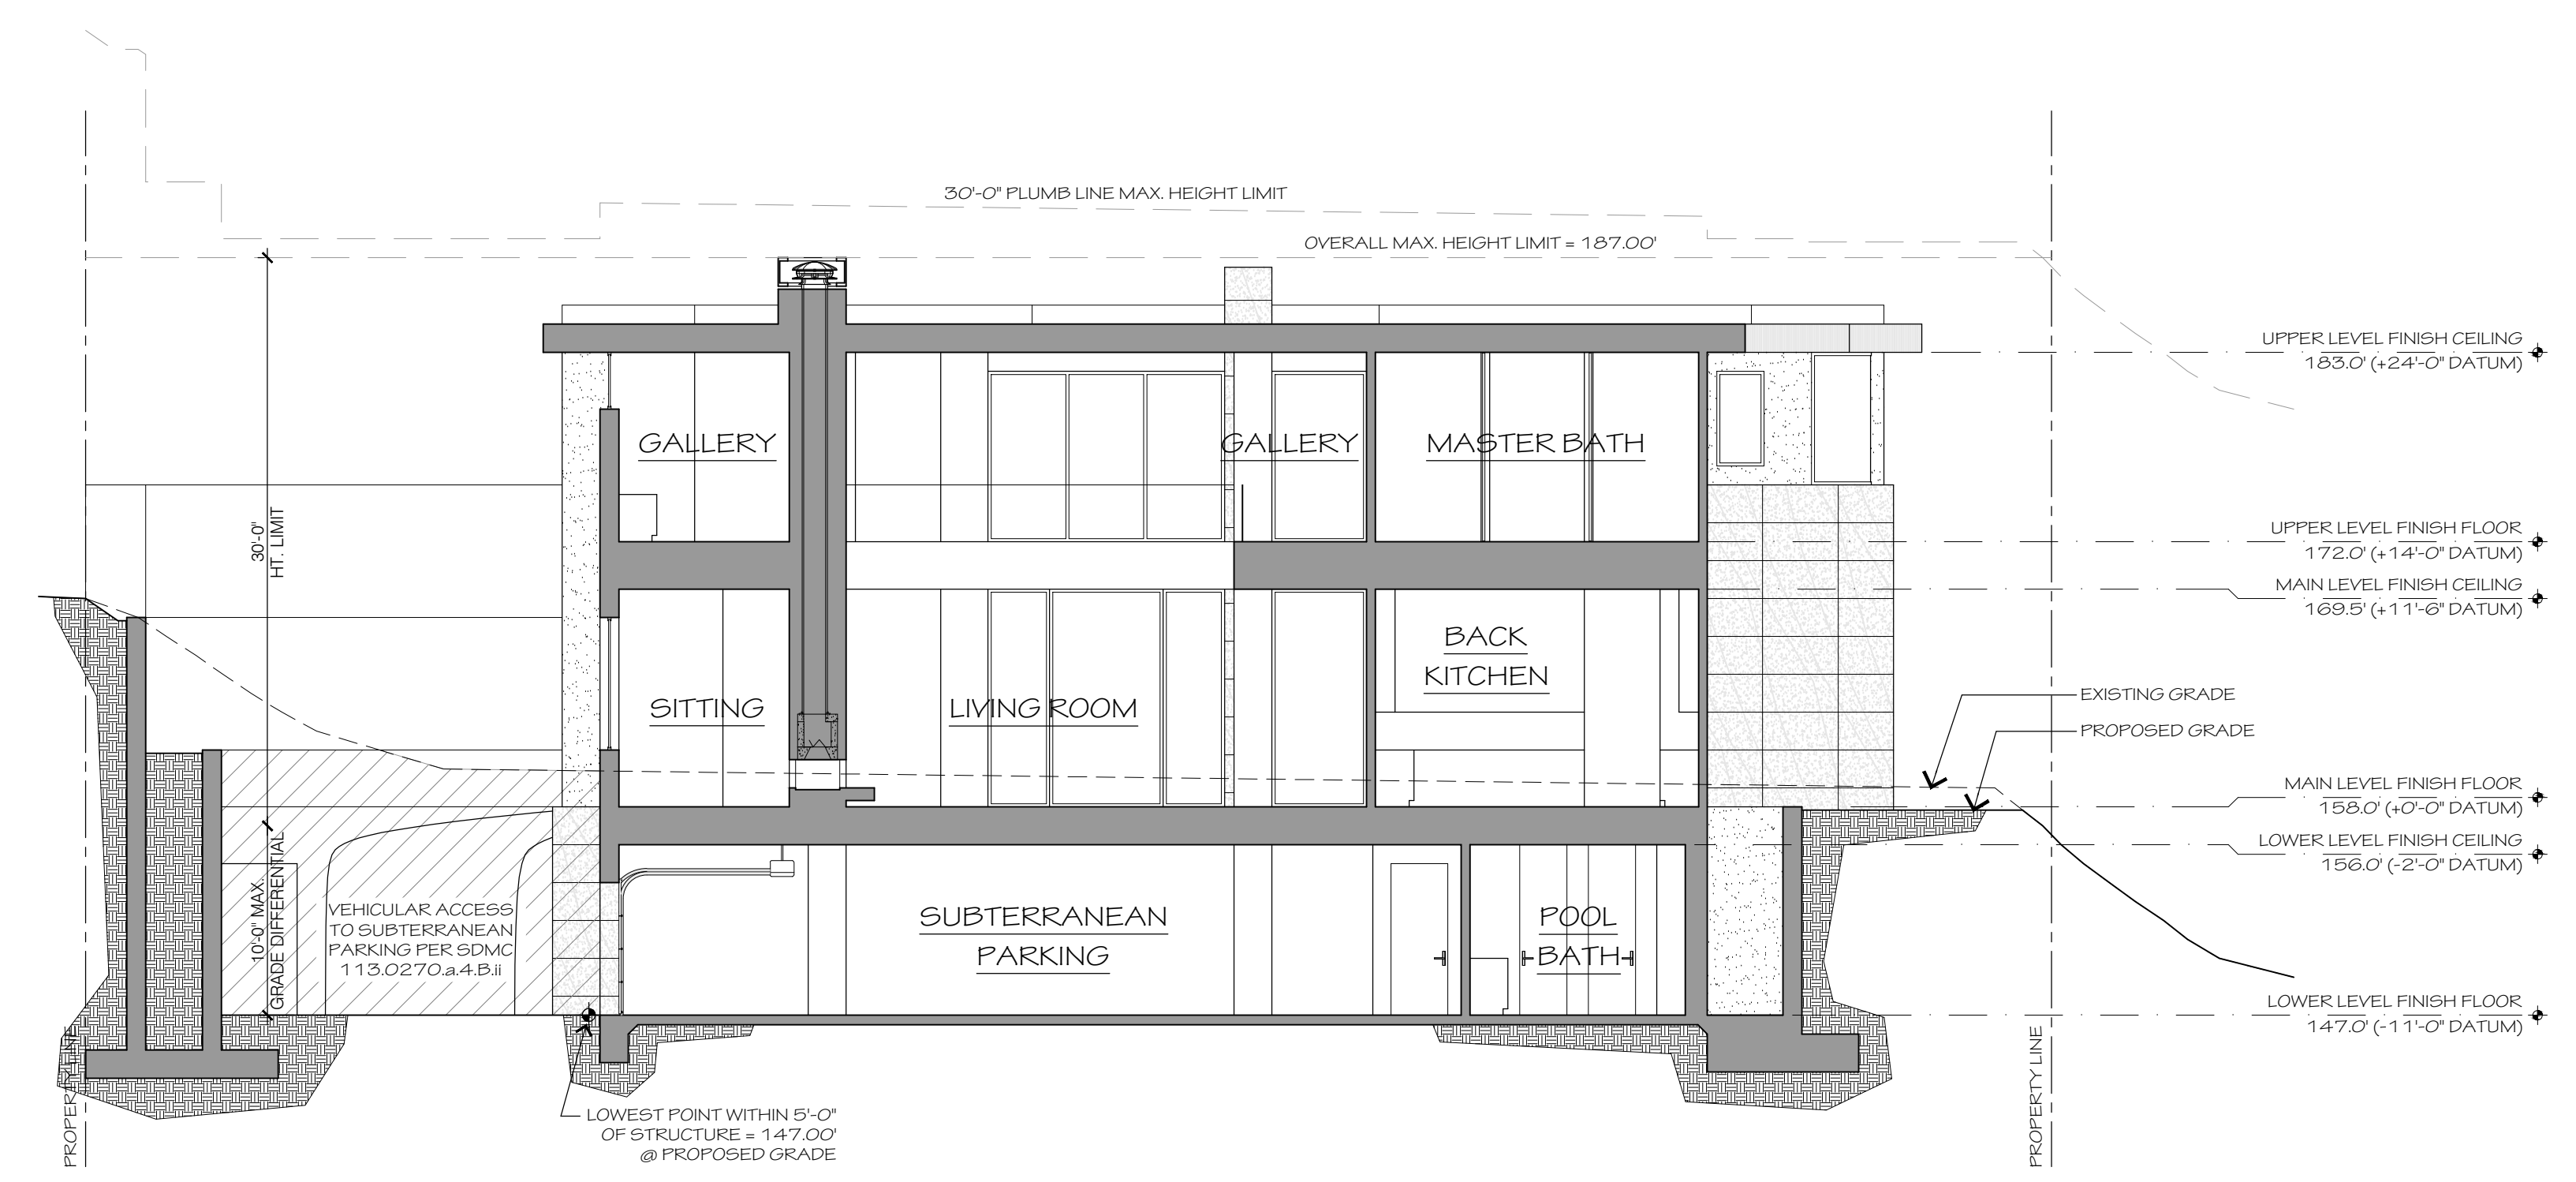 30'-0" PLUMB LINE MAX. HEIGHT LIMIT
OVERALL MAX. HEIGHT LIMIT = 187.00'
UPPER LEVEL FINISH CEILING
183.0' (+24'-0" DATUM)
GALLERY
GALLERY
MASTER BATH
30'-0"
HT. LIMIT
UPPER LEVEL FINISH FLOOR
172.0' (+14'-0" DATUM)
MAIN LEVEL FINISH CEILING
169.5' (+11'-6" DATUM)
SITTING
LIVING ROOM
BACK
KITCHEN
EXISTING GRADE
PROPOSED GRADE
MAIN LEVEL FINISH FLOOR
158.0' (+0'-0" DATUM)
LOWER LEVEL FINISH CEILING
156.0' (-2'-0" DATUM)
10'-0" MAX.
GRADE DIFFERENTIAL
VEHICULAR ACCESS
TO SUBTERRANEAN
PARKING PER SDMC
113.0270.a.4.B.ii
SUBTERRANEAN
PARKING
POOL
BATH
LOWER LEVEL FINISH FLOOR
147.0' (-11'-0" DATUM)
PROPERTY LINE
PROPERTY LINE
LOWEST POINT WITHIN 5'-0"
OF STRUCTURE = 147.00'
@ PROPOSED GRADE